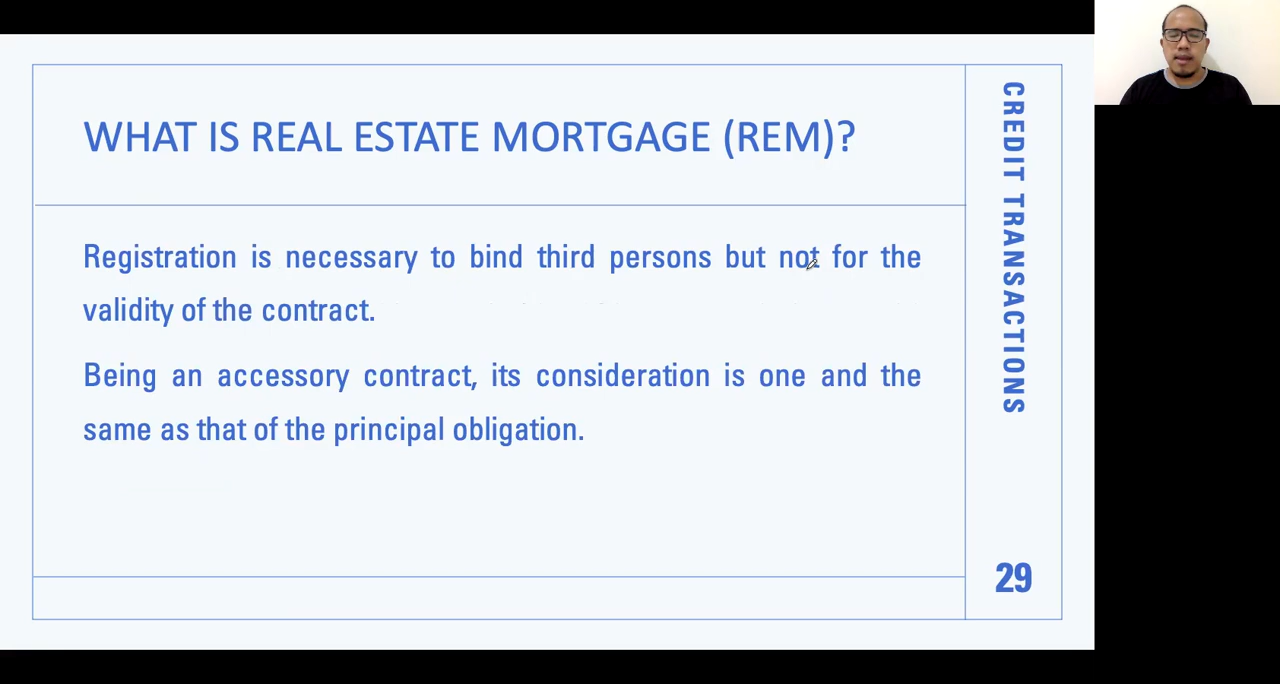 WHAT IS REAL ESTATE MORTGAGE (REM)?
Registration is necessary to bind third persons but not for the
validity of the contract.
Being an accessory contract, its consideration is one and the
same as that of the principal obligation.
CREDIT TRANSACTIONS
29